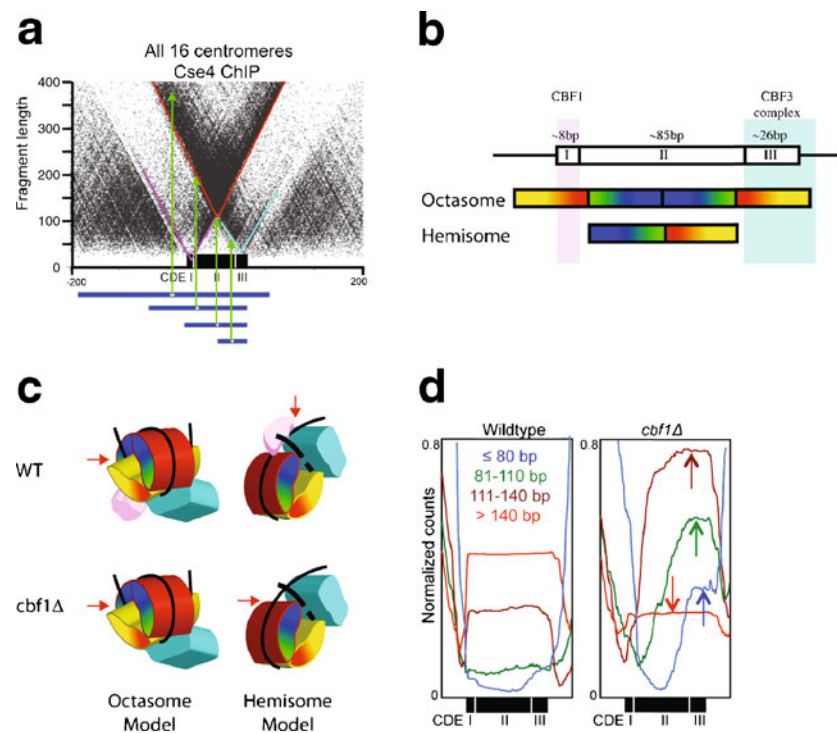 a
All 16 centromeres
Cse4 ChIP
Fragment length
400
300
200
100
0
-200
CDE I
II
III
200
b
CBF1
CBF3
complex
~8bp
~85bp
~26bp
I
II
III
Octasome
Hemisome
c
WT
cbf1Δ
Octasome
Model
Hemisome
Model
d
Wildtype
cbf1Δ
0.8
0.8
≤ 80 bp
81-110 bp
111-140 bp
> 140 bp
Normalized counts
0
0
CDE I II III
CDE I II III